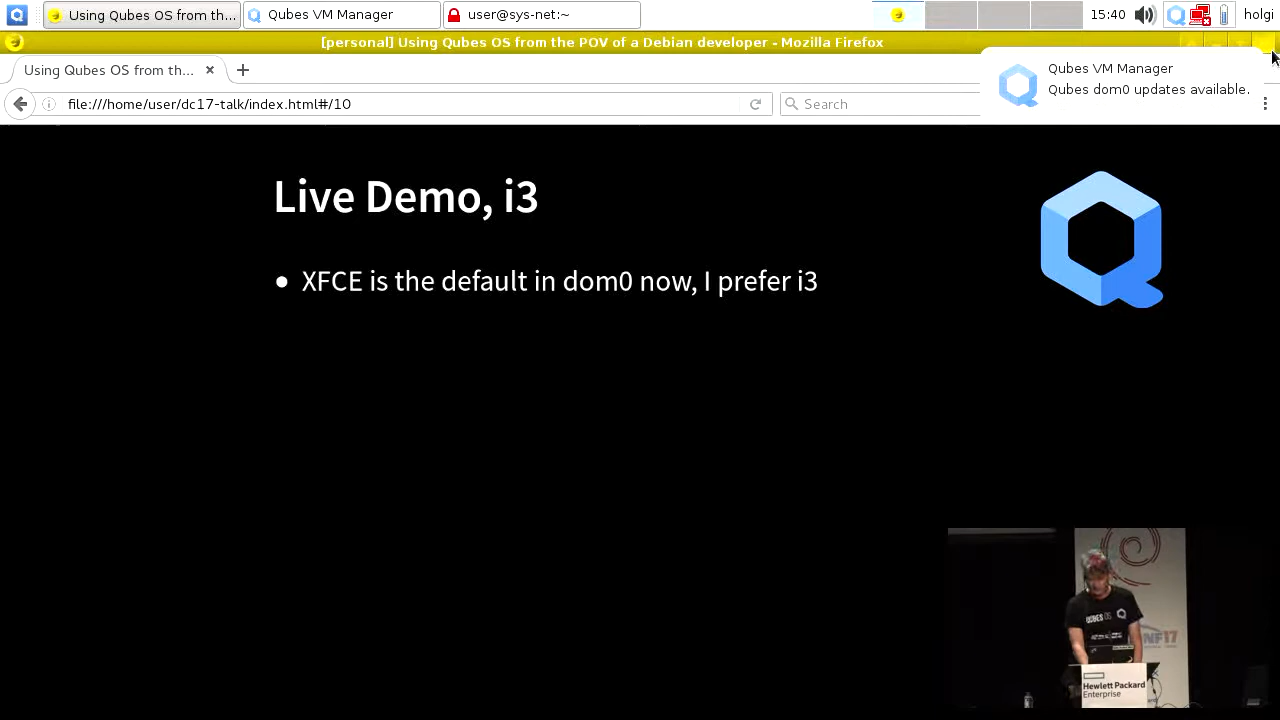 Using Qubes OS from th...
Qubes VM Manager
user@sys-net:~
15:40
holgi
[personal] Using Qubes OS from the POV of a Debian developer - Mozilla Firefox
Using Qubes OS from th...
Qubes VM Manager
Qubes dom0 updates available.
file:///home/user/dc17-talk/index.html#/10
Search
Live Demo, i3
• XFCE is the default in dom0 now, I prefer i3
QUBES OS
NF17
Hewlett Packard
Enterprise